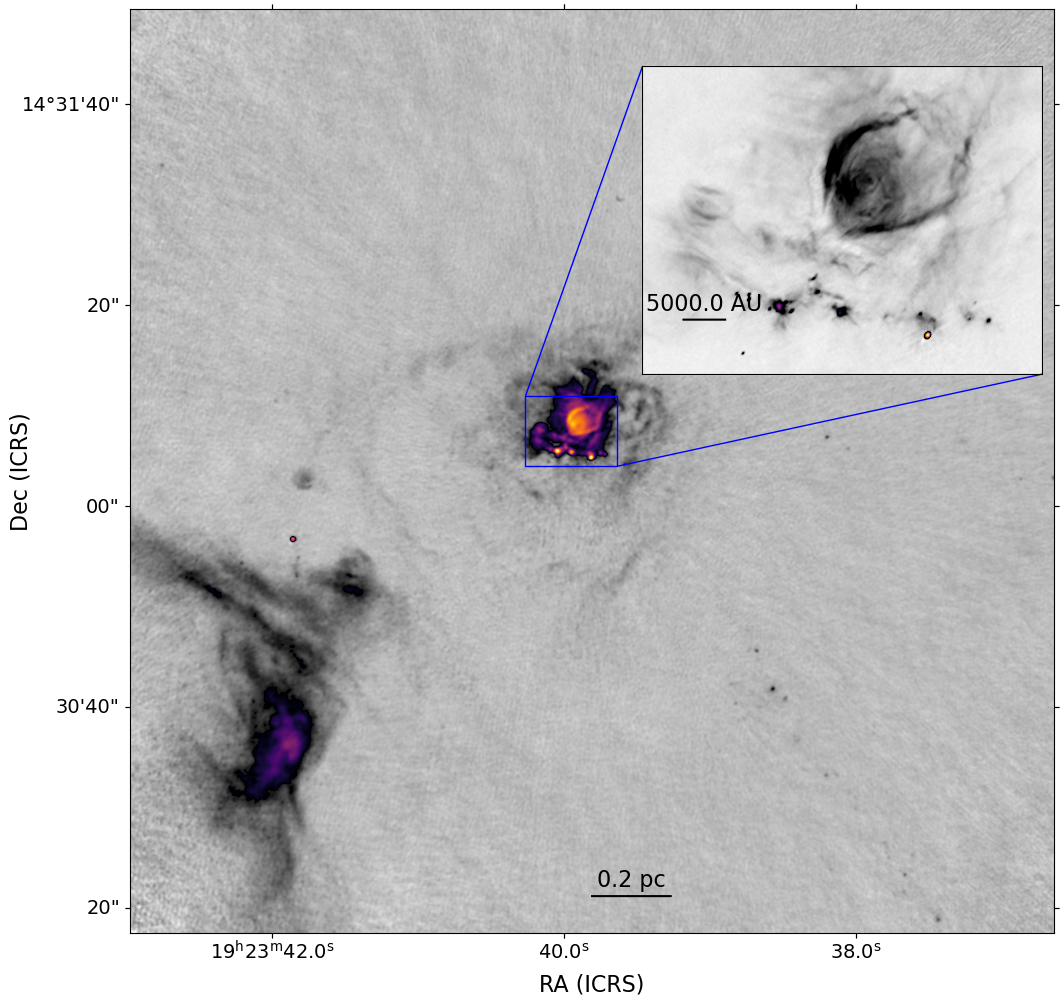 14°31'40"
20"
00"
30'40"
20"
Dec (ICRS)
5000.0 AU
0.2 pc
19ʰ23ᵐ42.0ˢ
40.0ˢ
38.0ˢ
RA (ICRS)